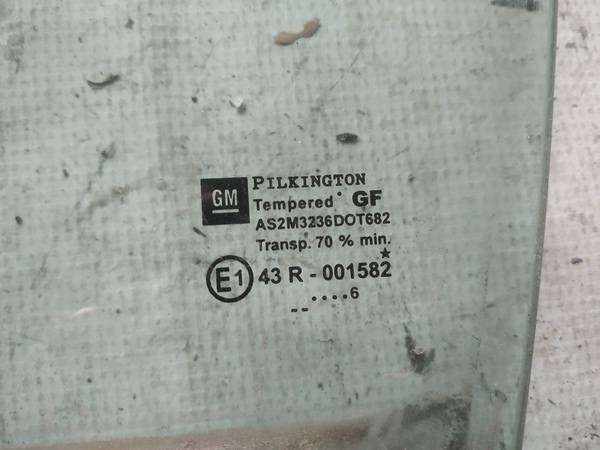 GM
PILKINGTON
Tempered GF
AS2M3236DOT682
Transp. 70 % min.
E1 43 R - 001582
....6
--